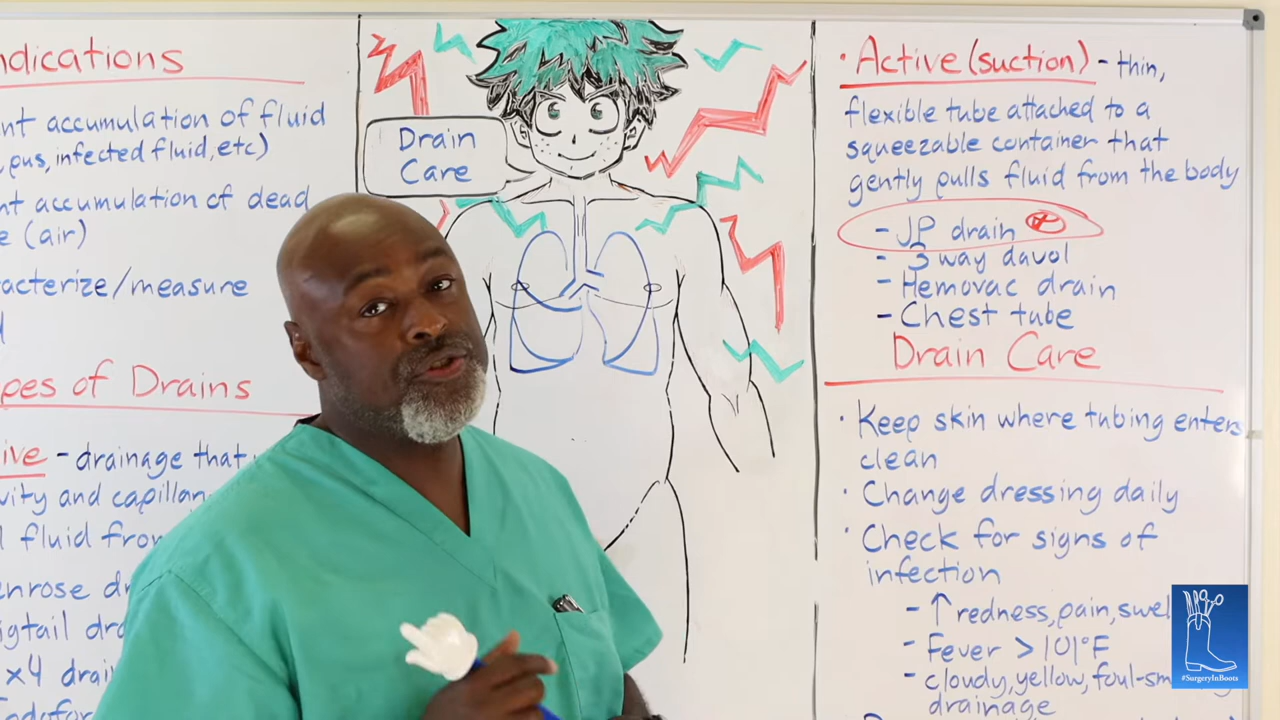 ndications
nt accumulation of fluid
pus, infected fluid, etc)
nt accumulation of dead
e (air)
racterize/measure
pes of Drains
ive - drainage that
vity and capillary
l fluid from
enrose dr
igtail dra
x4 drai
Drain
Care
• Active (suction) - thin,
flexible tube attached to a
squeezable container that
gently pulls fluid from the body
- JP drain
- 3 way davol
- Hemovac drain
- Chest tube
Drain Care
• Keep skin where tubing enters
clean
• Change dressing daily
• Check for signs of
infection
- ↑ redness, pain, swel
- Fever > 101°F
- cloudy, yellow, foul-sm
drainage
#SurgeryInBoots